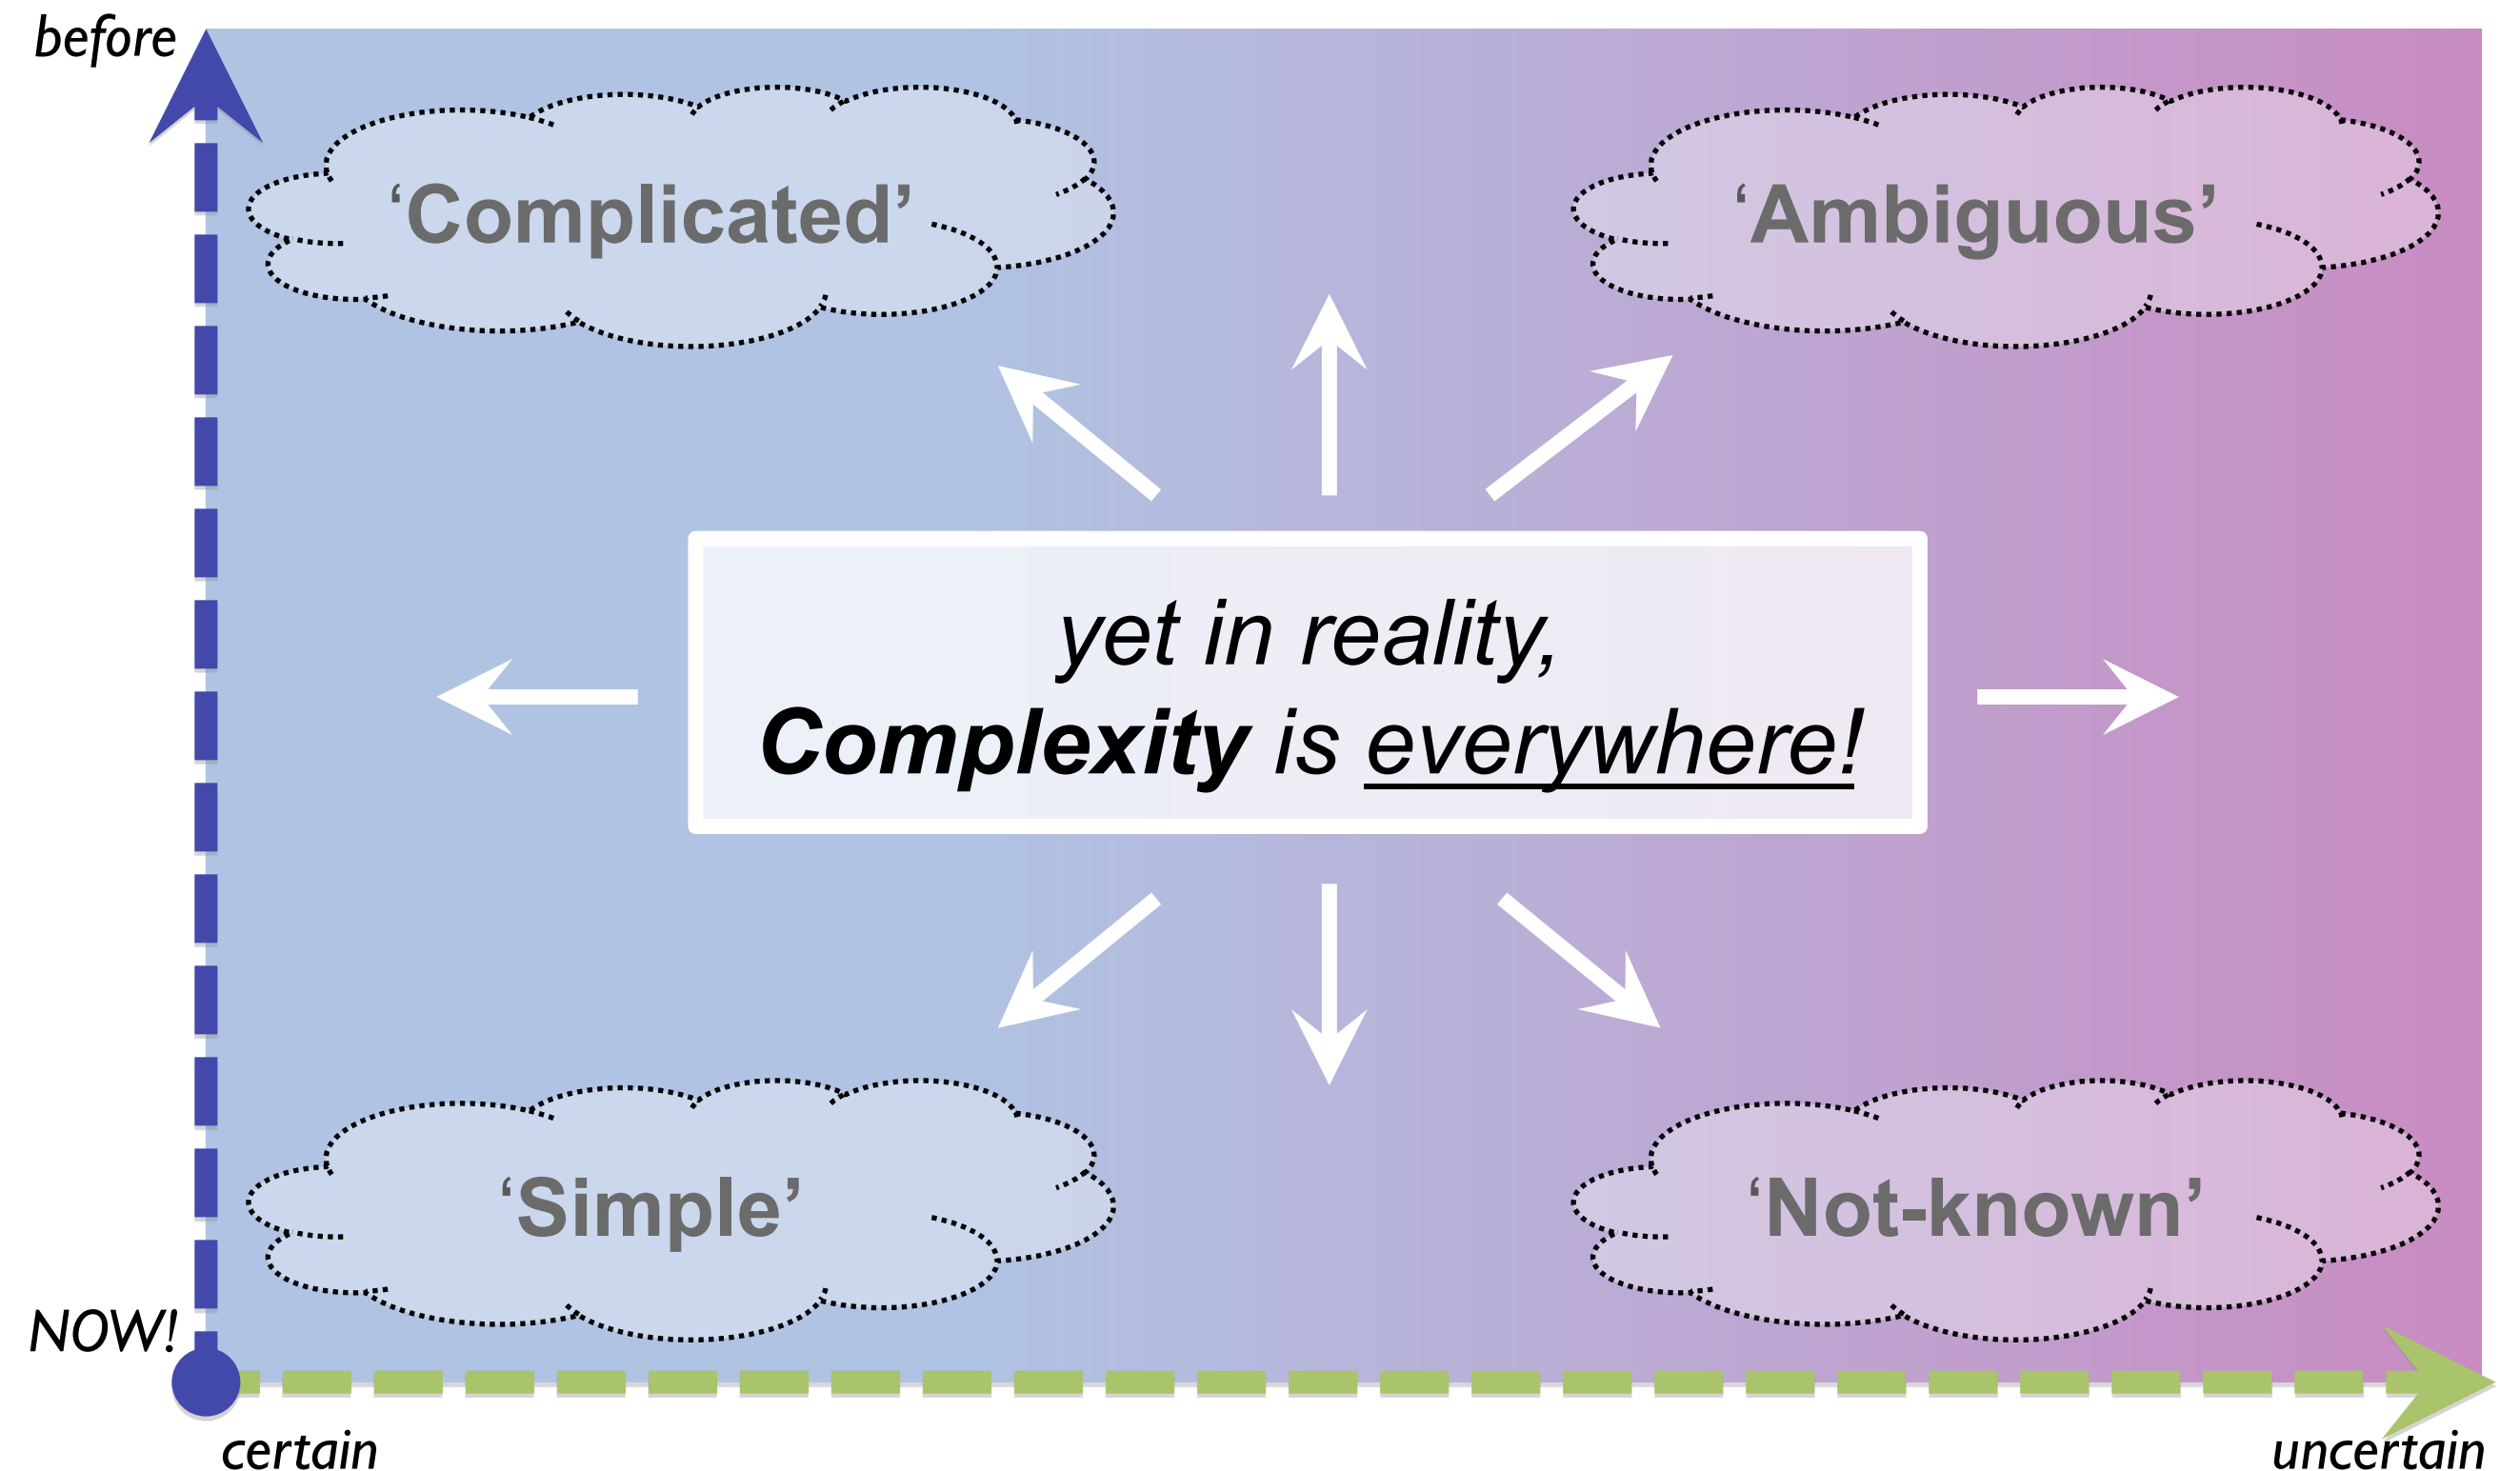 before
‘Complicated’
‘Ambiguous’
yet in reality,
Complexity is everywhere!
‘Simple’
‘Not-known’
NOW!
certain
uncertain